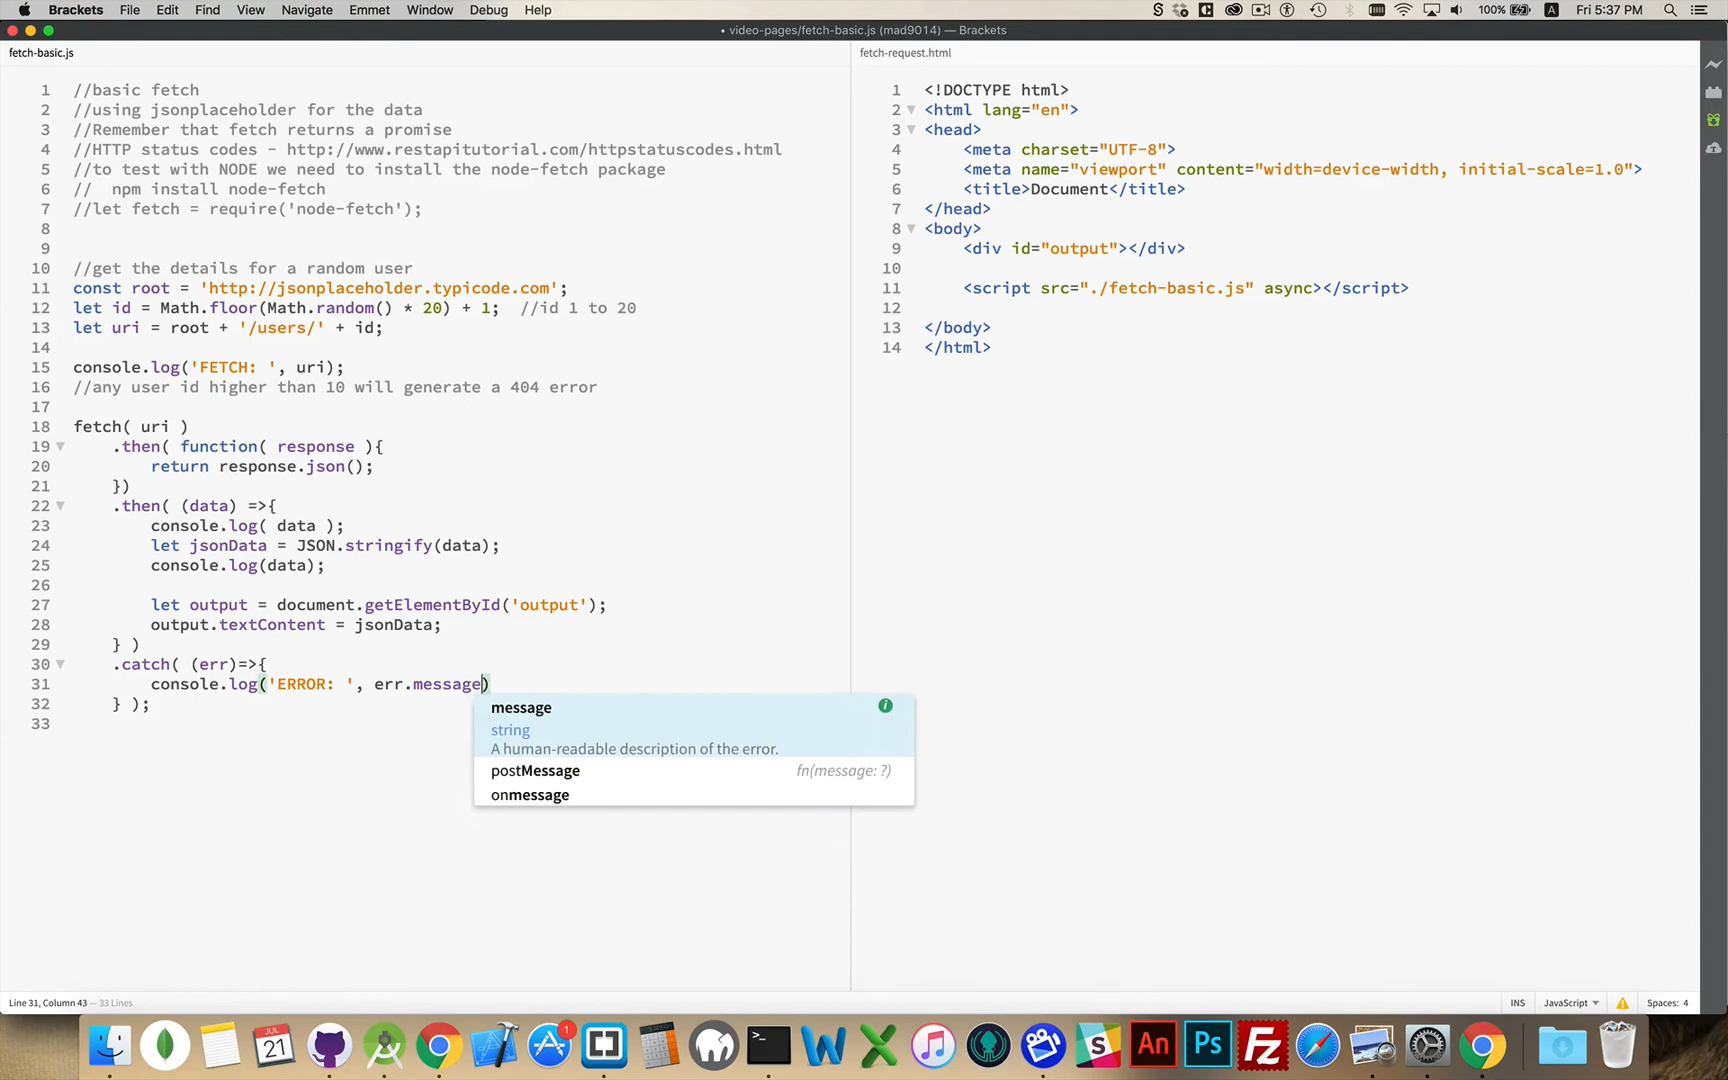 Brackets File Edit Find View Navigate Emmet Window Debug Help 100% A Fri 5:37 PM
• video-pages/fetch-basic.js (mad9014) — Brackets
fetch-basic.js
1 //basic fetch
2 //using jsonplaceholder for the data
3 //Remember that fetch returns a promise
4 //HTTP status codes - http://www.restapitutorial.com/httpstatuscodes.html
5 //to test with NODE we need to install the node-fetch package
6 //  npm install node-fetch
7 //let fetch = require('node-fetch');
8
9
10 //get the details for a random user
11 const root = 'http://jsonplaceholder.typicode.com';
12 let id = Math.floor(Math.random() * 20) + 1;  //id 1 to 20
13 let uri = root + '/users/' + id;
14
15 console.log('FETCH: ', uri);
16 //any user id higher than 10 will generate a 404 error
17
18 fetch( uri )
19     .then( function( response ){
20         return response.json();
21     })
22     .then( (data) =>{
23         console.log( data );
24         let jsonData = JSON.stringify(data);
25         console.log(data);
26
27         let output = document.getElementById('output');
28         output.textContent = jsonData;
29     } )
30     .catch( (err)=>{
31         console.log('ERROR: ', err.message)
32     } );
33
message
string
A human-readable description of the error.
postMessage fn(message: ?)
onmessage
fetch-request.html
1 <!DOCTYPE html>
2 <html lang="en">
3 <head>
4     <meta charset="UTF-8">
5     <meta name="viewport" content="width=device-width, initial-scale=1.0">
6     <title>Document</title>
7 </head>
8 <body>
9     <div id="output"></div>
10
11     <script src="./fetch-basic.js" async></script>
12
13 </body>
14 </html>
Line 31, Column 43 — 33 Lines
INS JavaScript Spaces: 4
JUL
21
1
An
Ps
Fz